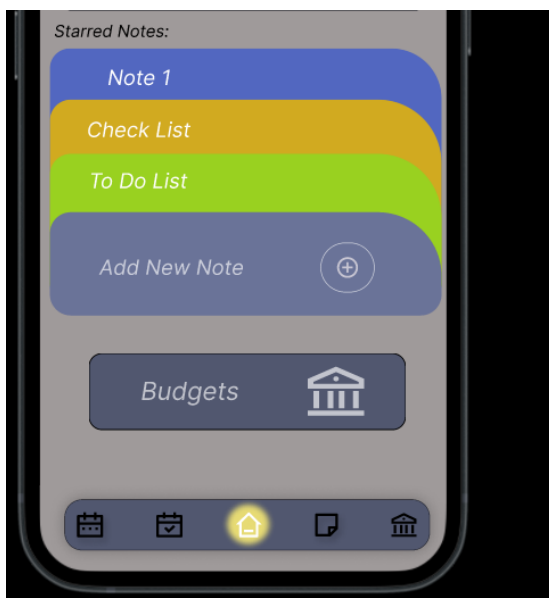 Starred Notes:
Note 1
Check List
To Do List
Add New Note
Budgets